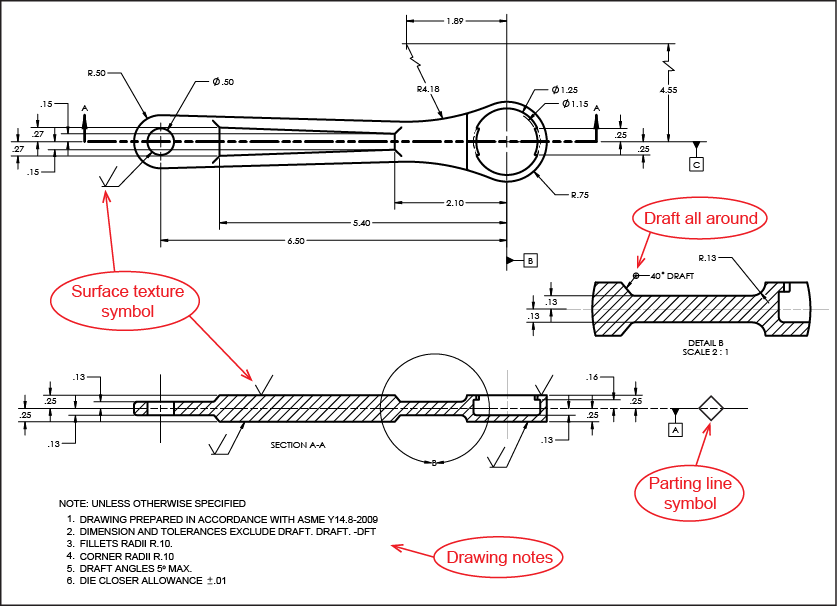 1.89
R.50
Ø.50
R4.18
Ø1.25
Ø1.15
4.55
.15
A
A
.27
.25
.27
.25
.15
C
R.75
2.10
5.40
6.50
B
Draft all around
Surface texture
symbol
R.13
40° DRAFT
.13
.13
DETAIL B
SCALE 2 : 1
.13
.16
.25
.25
.25
.25
.13
.13
A
SECTION A-A
B
Parting line
symbol
NOTE: UNLESS OTHERWISE SPECIFIED
1. DRAWING PREPARED IN ACCORDANCE WITH ASME Y14.8-2009
2. DIMENSION AND TOLERANCES EXCLUDE DRAFT. DRAFT. -DFT
3. FILLETS RADII R.10.
4. CORNER RADII R.10
5. DRAFT ANGLES 5º MAX.
6. DIE CLOSER ALLOWANCE ±.01
Drawing notes